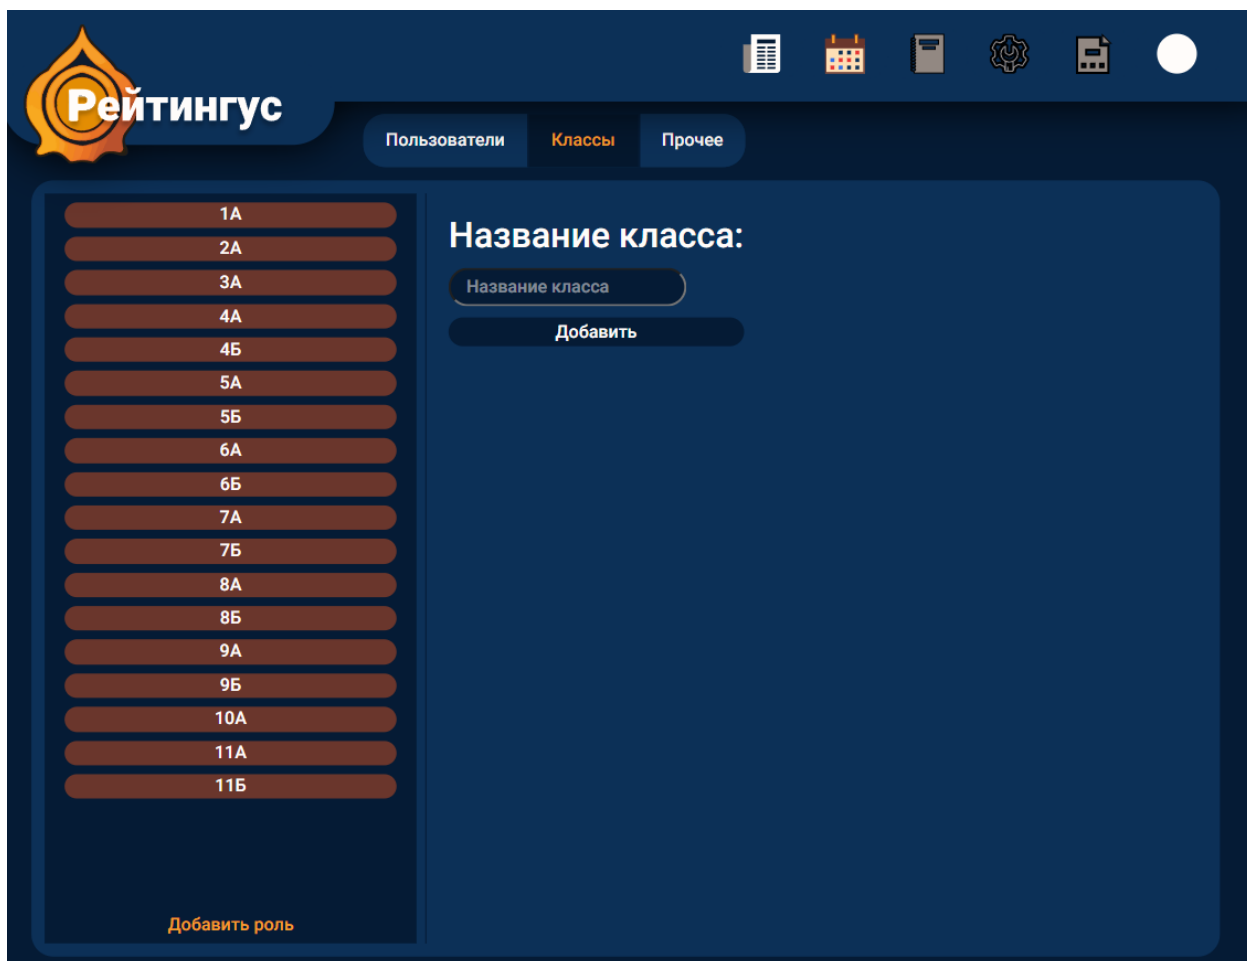 Рейтингус
Пользователи Классы Прочее
1А
2А
3А
4А
4Б
5А
5Б
6А
6Б
7А
7Б
8А
8Б
9А
9Б
10А
11А
11Б
Добавить роль
Название класса:
Название класса
Добавить